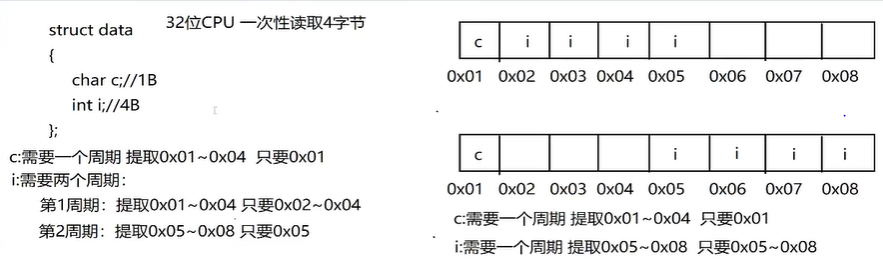 struct data
32位CPU 一次性读取4字节
{
char c;//1B
int i;//4B
};
c:需要一个周期 提取0x01~0x04 只要0x01
i:需要两个周期：
第1周期：提取0x01~0x04 只要0x02~0x04
第2周期：提取0x05~0x08 只要0x05
c i i i i
0x01 0x02 0x03 0x04 0x05 0x06 0x07 0x08
c i i i i
0x01 0x02 0x03 0x04 0x05 0x06 0x07 0x08
c:需要一个周期 提取0x01~0x04 只要0x01
i:需要一个周期 提取0x05~0x08 只要0x05~0x08